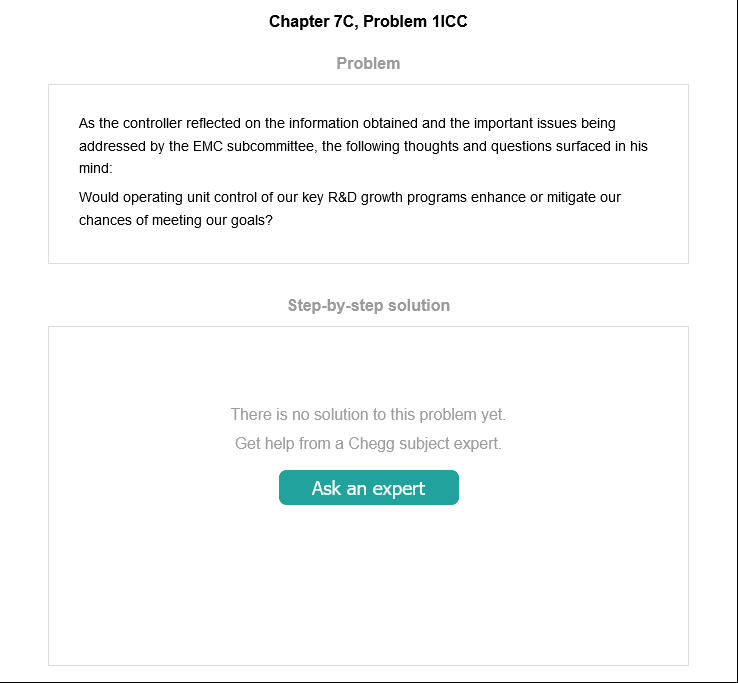 Chapter 7C, Problem 1ICC
Problem
As the controller reflected on the information obtained and the important issues being
addressed by the EMC subcommittee, the following thoughts and questions surfaced in his
mind:
Would operating unit control of our key R&D growth programs enhance or mitigate our
chances of meeting our goals?
Step-by-step solution
There is no solution to this problem yet.
Get help from a Chegg subject expert.
Ask an expert